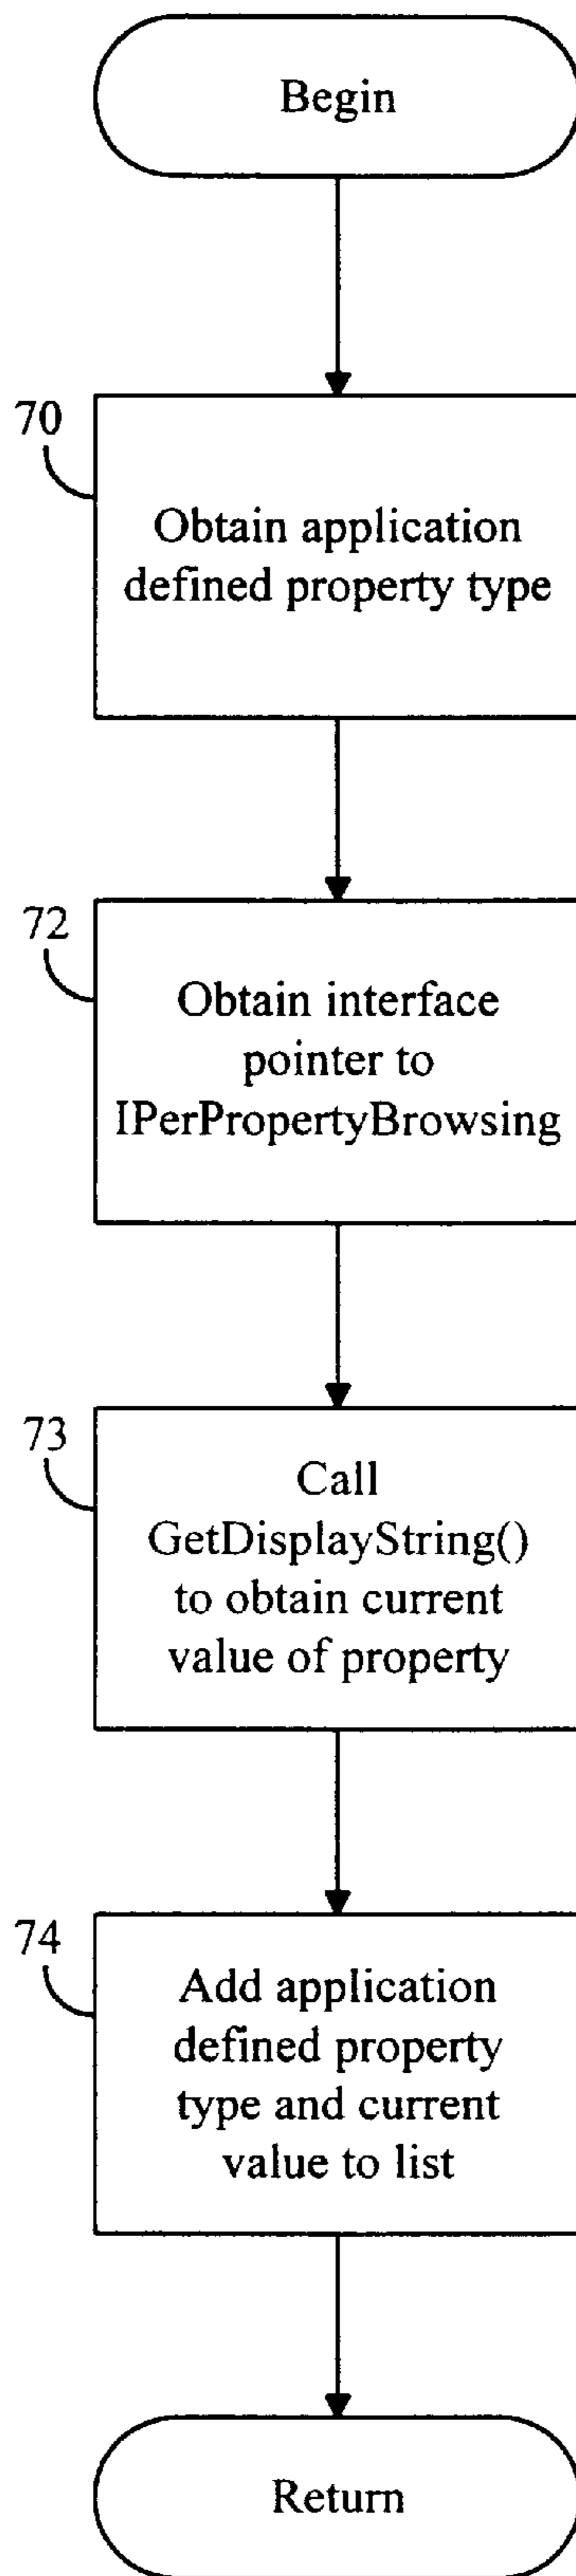 Begin
70
Obtain application
defined property type
72
Obtain interface
pointer to
IPerPropertyBrowsing
73
Call
GetDisplayString()
to obtain current
value of property
74
Add application
defined property
type and current
value to list
Return